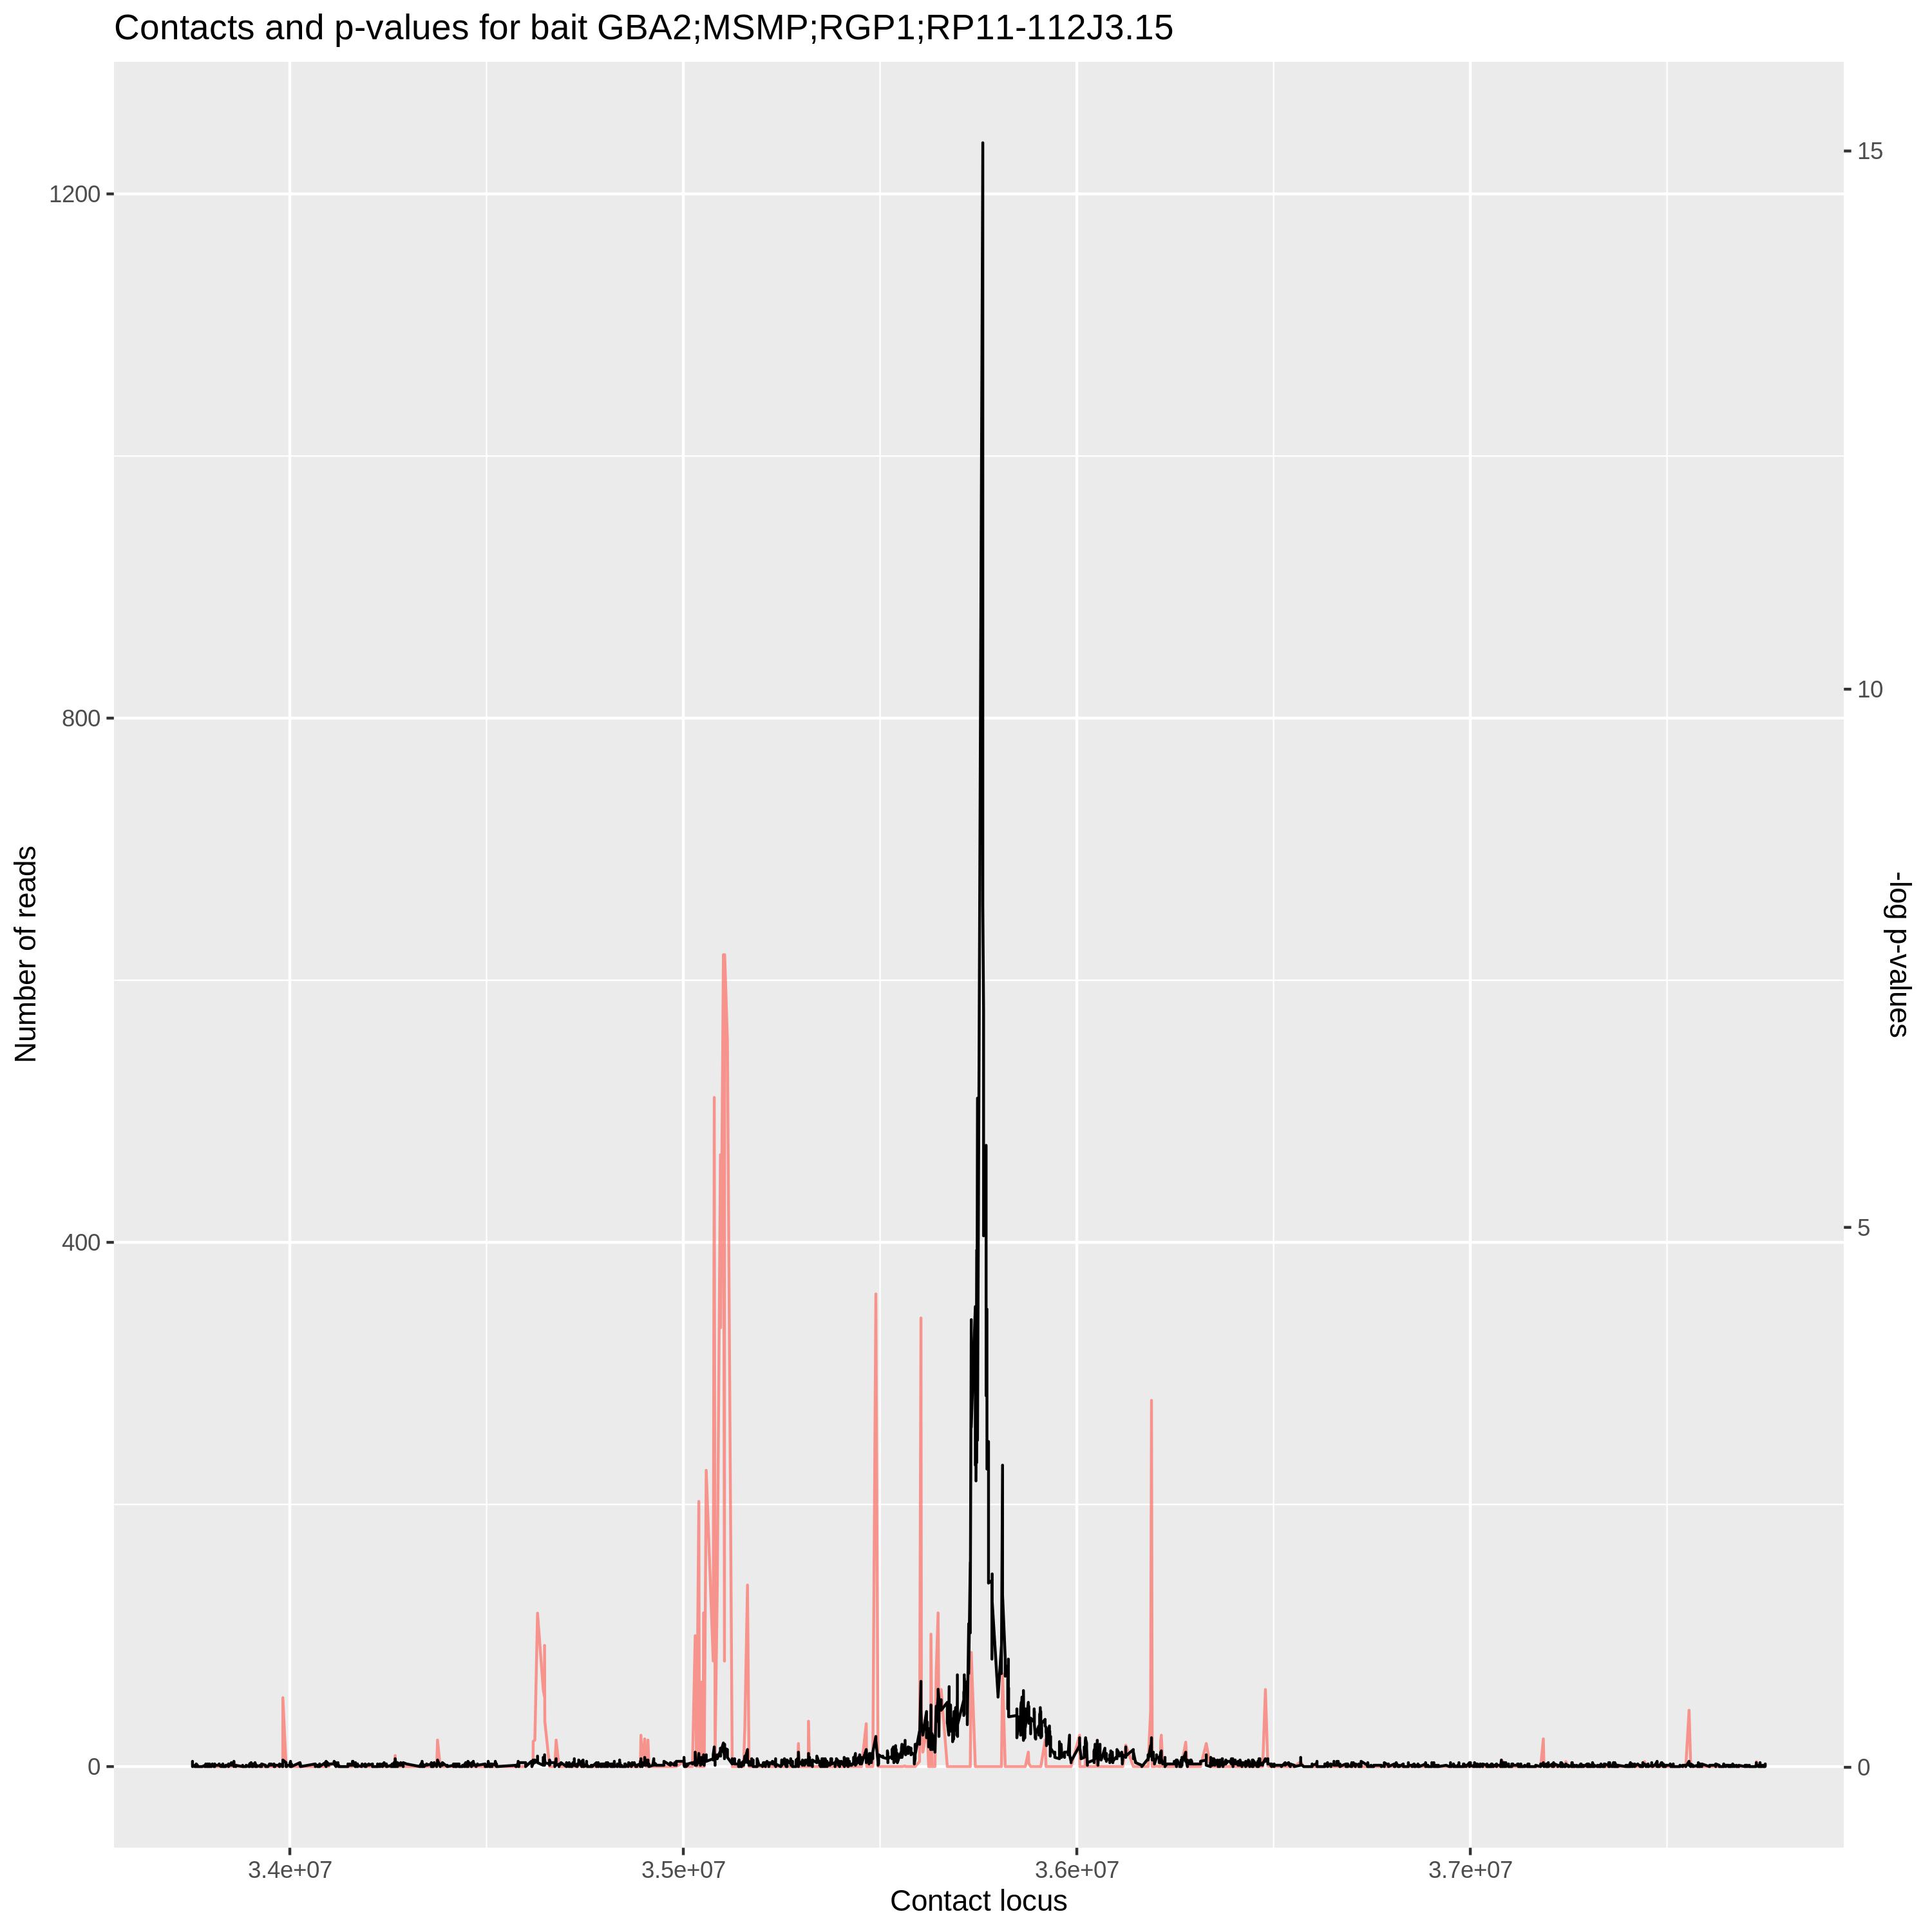 Contacts and p-values for bait GBA2;MSMP;RGP1;RP11-112J3.15
1200
800
400
0
Number of reads
15
10
5
0
-log p-values
3.4e+07
3.5e+07
3.6e+07
3.7e+07
Contact locus